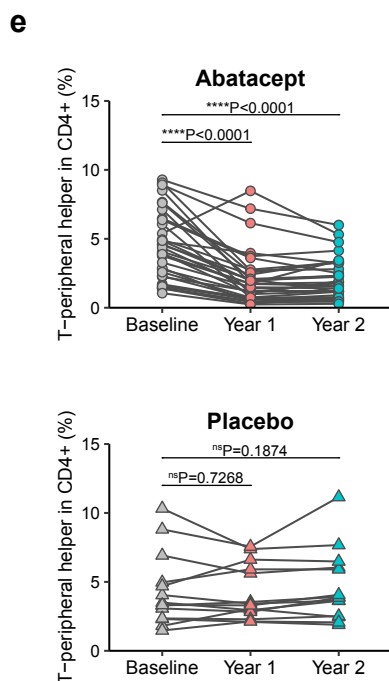 e
Abatacept
T−peripheral helper in CD4+ (%)
15
10
5
0
****P<0.0001
****P<0.0001
Baseline
Year 1
Year 2
Placebo
T−peripheral helper in CD4+ (%)
15
10
5
0
nsP=0.1874
nsP=0.7268
Baseline
Year 1
Year 2